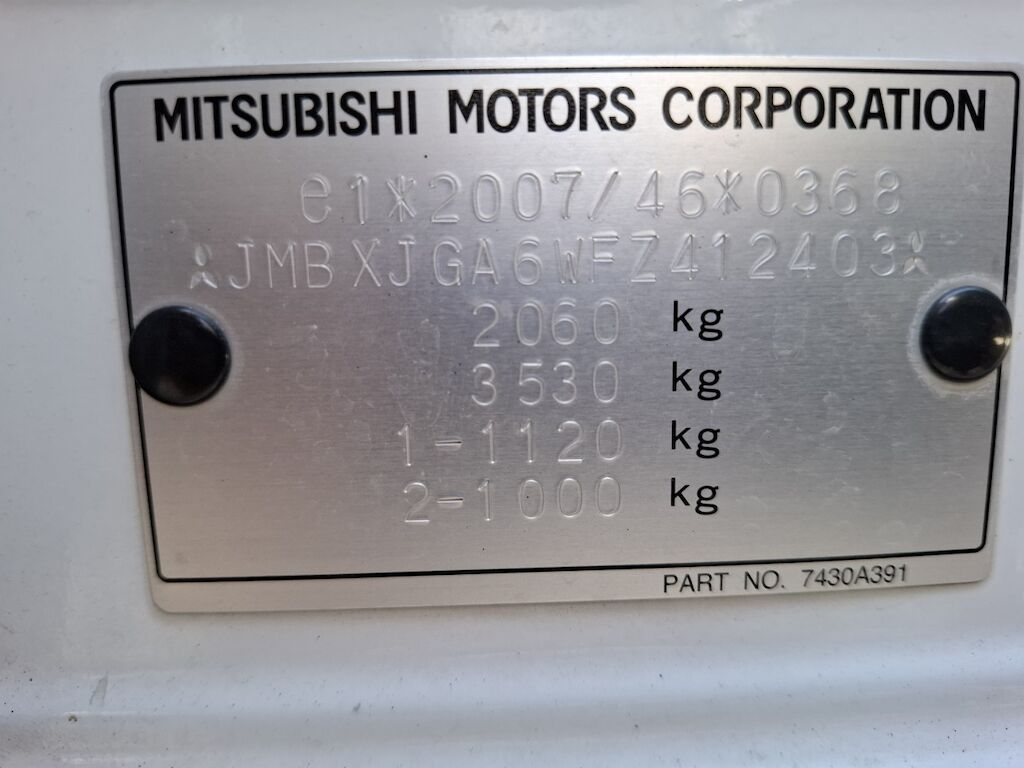 MITSUBISHI MOTORS CORPORATION
e1*2007/46*0368
JMBXJGA6WFZ412403
2060 kg
3530 kg
1-1120 kg
2-1000 kg
PART NO. 7430A391